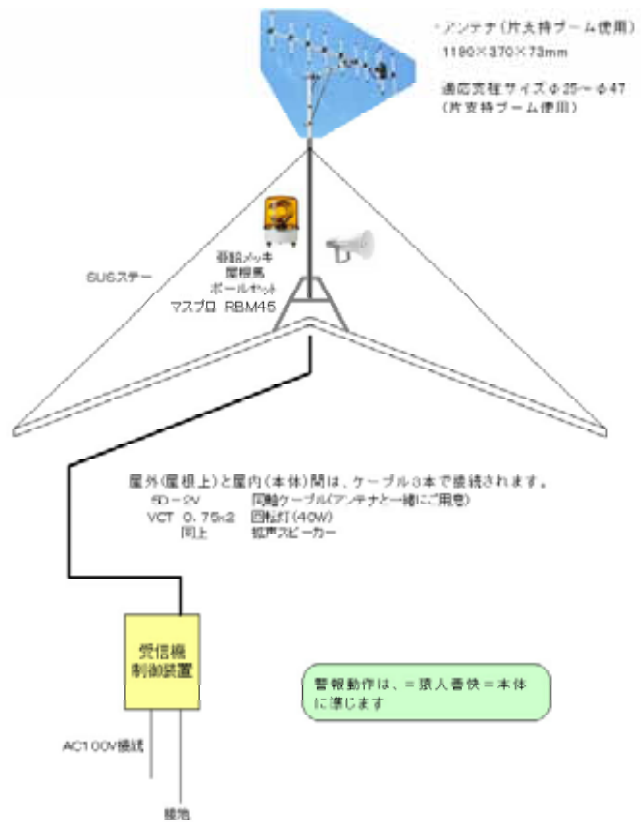 ・アンテナ(片支持ブーム使用)
1190×370×73mm
適応支柱サイズφ25～φ47
(片支持ブーム使用)
亜鉛メッキ
屋根馬
ポールセット
マスプロ RBM45
SUSステー
屋外(屋根上)と屋内(本体)間は、ケーブル3本で接続されます。
5D-2V 同軸ケーブル(アンテナと一緒にご用意)
VCT 0.75×2 回転灯(40W)
同上 拡声スピーカー
受信機
制御装置
警報動作は、=猿人善快=本体
に準じます
AC100V接続
接地